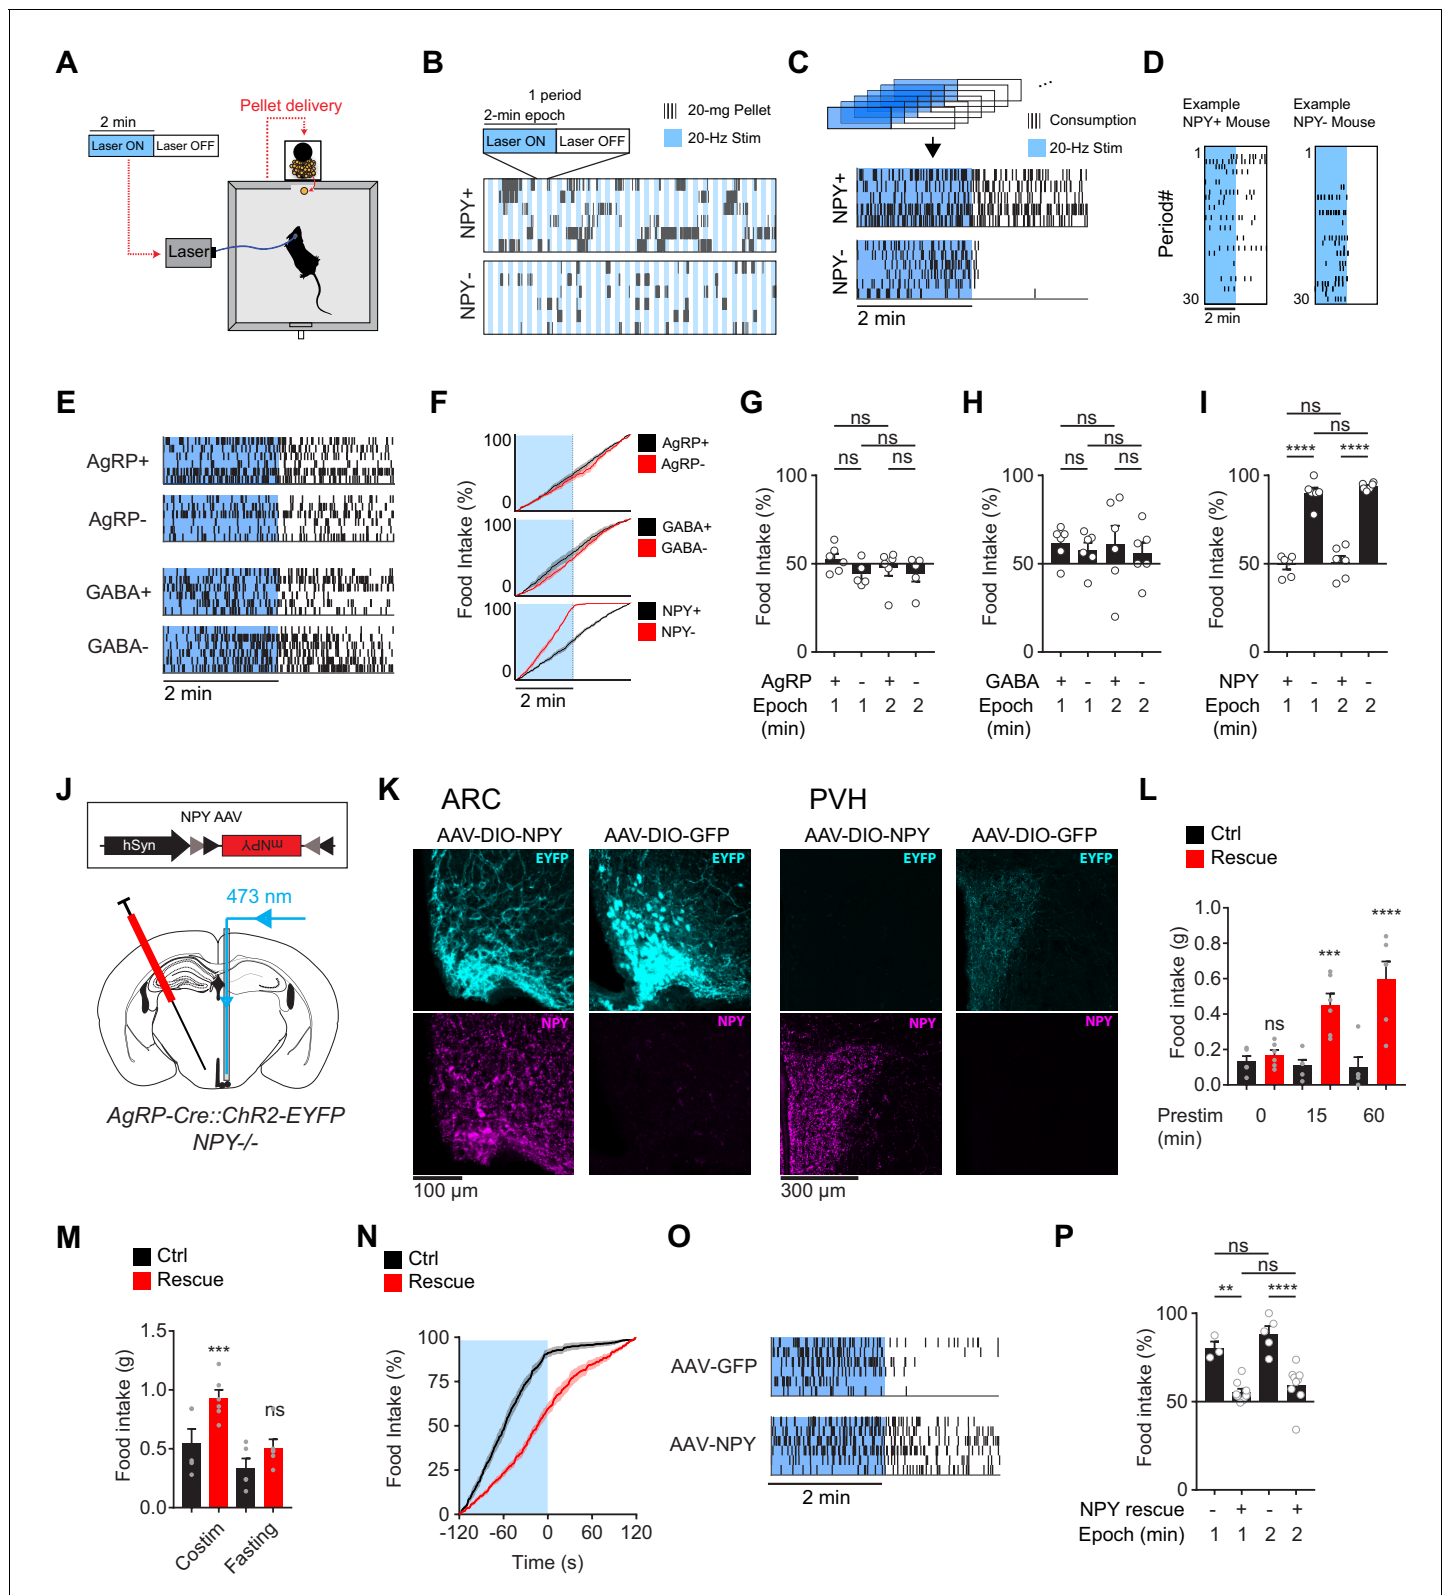 A
2 min
Laser ON
Laser OFF
Pellet delivery
Laser
B
1 period
2-min epoch
Laser ON
Laser OFF
20-mg Pellet
20-Hz Stim
NPY+
NPY-
C
...
Consumption
20-Hz Stim
NPY+
NPY-
2 min
D
Example
NPY+ Mouse
Example
NPY- Mouse
1
1
Period#
30
30
2 min
E
AgRP+
AgRP-
GABA+
GABA-
2 min
F
Food Intake (%)
100
0
AgRP+
AgRP-
100
0
GABA+
GABA-
100
0
NPY+
NPY-
2 min
G
ns
ns
ns
ns
Food Intake (%)
100
50
0
AgRP + - + -
Epoch 1 1 2 2
(min)
H
ns
ns
ns
ns
Food Intake (%)
100
50
0
GABA + - + -
Epoch 1 1 2 2
(min)
I
ns
ns
**** ****
Food Intake (%)
100
50
0
NPY + - + -
Epoch 1 1 2 2
(min)
J
NPY AAV
hSyn
mNPY
473 nm
AgRP-Cre::ChR2-EYFP
NPY-/-
K
ARC
PVH
AAV-DIO-NPY
AAV-DIO-GFP
AAV-DIO-NPY
AAV-DIO-GFP
EYFP
EYFP
EYFP
EYFP
NPY
NPY
NPY
NPY
100 µm
300 µm
L
Ctrl
Rescue
Food intake (g)
1.0
0.8
0.6
0.4
0.2
0.0
ns
***
****
Prestim 0 15 60
(min)
M
Ctrl
Rescue
Food intake (g)
1.5
1.0
0.5
0.0
***
ns
Costim
Fasting
N
Ctrl
Rescue
Food Intake (%)
100
75
50
25
0
-120 -60 0 60 120
Time (s)
O
AAV-GFP
AAV-NPY
2 min
P
ns
ns
** ****
Food intake (%)
100
50
0
NPY rescue - + - +
Epoch (min) 1 1 2 2